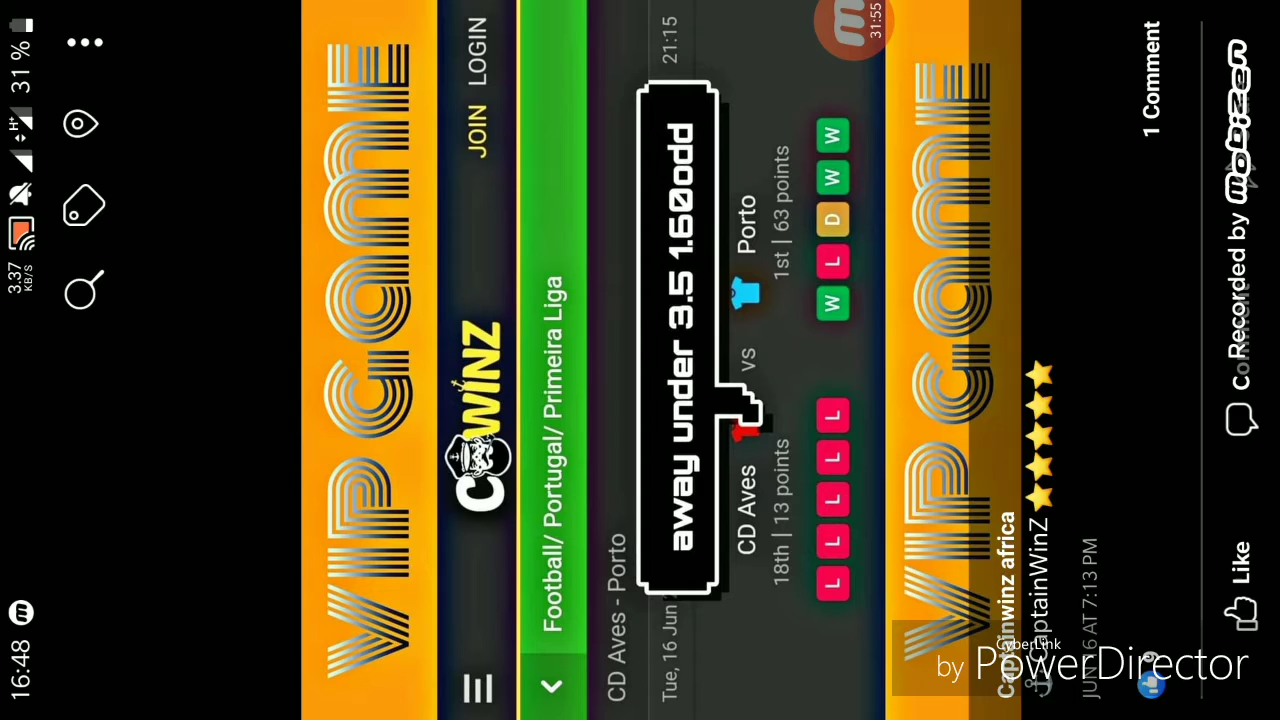 16:48
3.37 KB/S
H+
31 %
VIP GAME
CWINZ
JOIN LOGIN
Football/ Portugal/ Primeira Liga
CD Aves - Porto
Tue, 16 Jun
21:15
away under 3.5 1.60odd
CD Aves vs Porto
18th | 13 points
1st | 63 points
L L L L L
W L D W W
31:55
VIP GAME
Captainwinz africa
CaptainWinZ
JUN 16 AT 7:13 PM
9
1 Comment
Like
Recorded by mobizen
by CyberLink PowerDirector